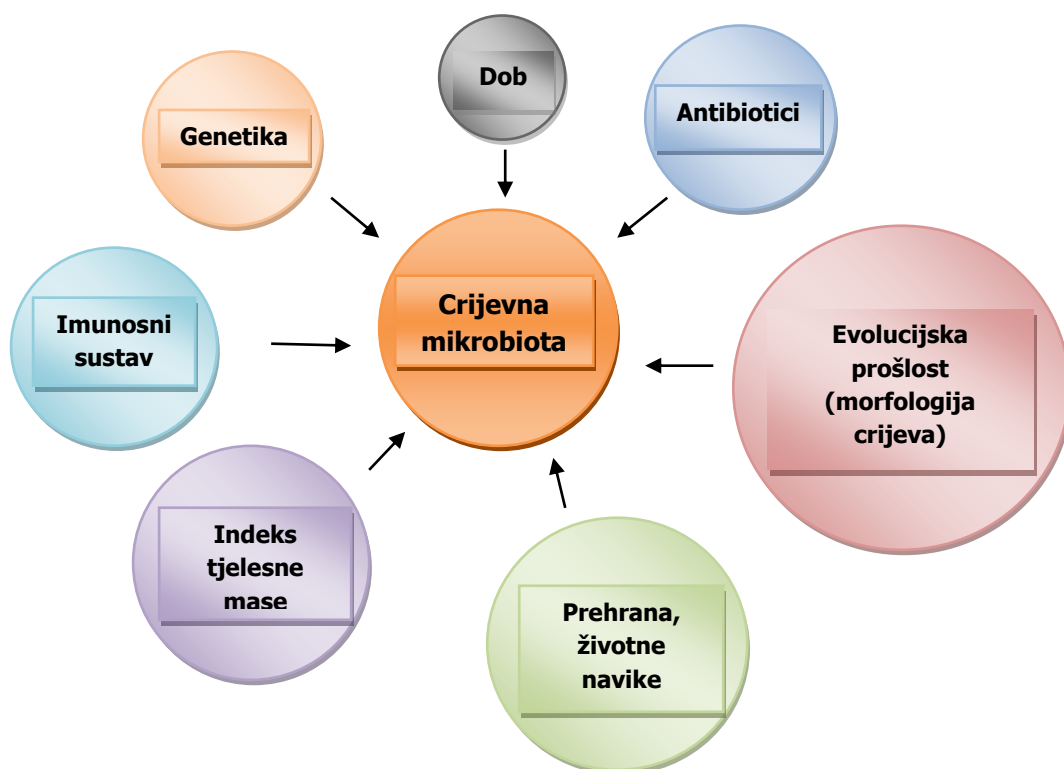 Dob
Antibiotici
Genetika
Crijevna
mikrobiota
Imunosni
sustav
Evolucijska
prošlost
(morfologija
crijeva)
Indeks
tjelesne
mase
Prehrana,
životne
navike